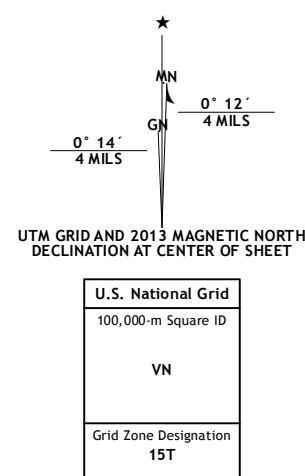 ★
MN
0° 12´
4 MILS
GN
0° 14´
4 MILS
UTM GRID AND 2013 MAGNETIC NORTH
DECLINATION AT CENTER OF SHEET
U.S. National Grid
100,000-m Square ID
VN
Grid Zone Designation
15T